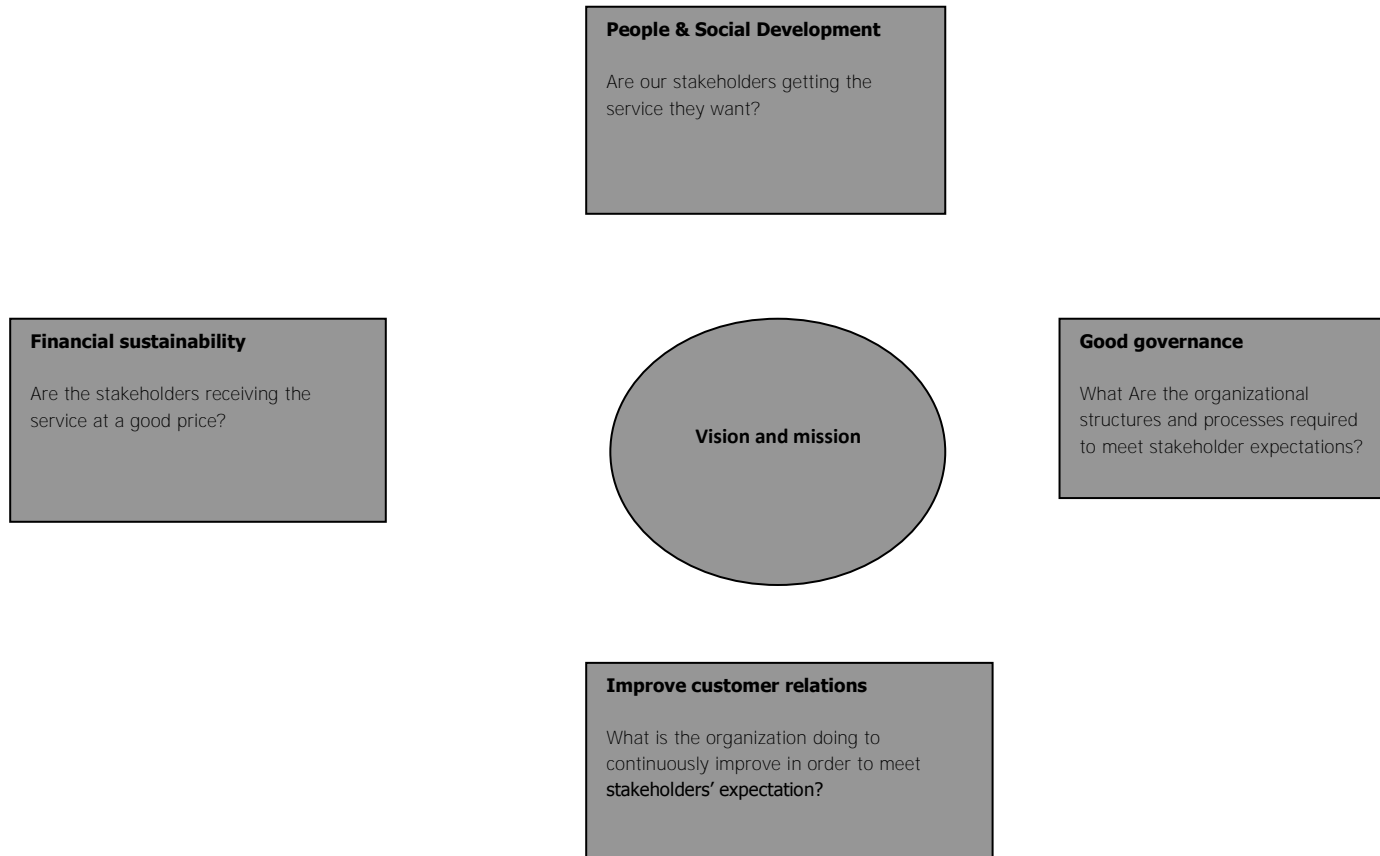 People & Social Development
Are our stakeholders getting the
service they want?
Financial sustainability
Are the stakeholders receiving the
service at a good price?
Vision and mission
Good governance
What Are the organizational
structures and processes required
to meet stakeholder expectations?
Improve customer relations
What is the organization doing to
continuously improve in order to meet
stakeholders’ expectation?